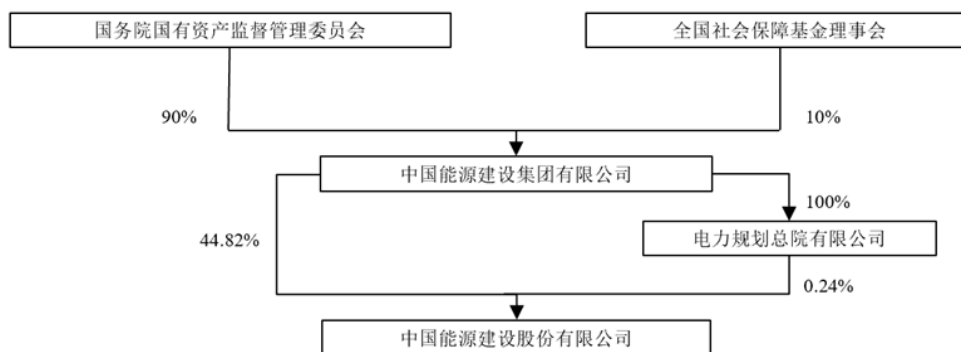 国务院国有资产监督管理委员会
全国社会保障基金理事会
90%
10%
中国能源建设集团有限公司
100%
44.82%
电力规划总院有限公司
0.24%
中国能源建设股份有限公司